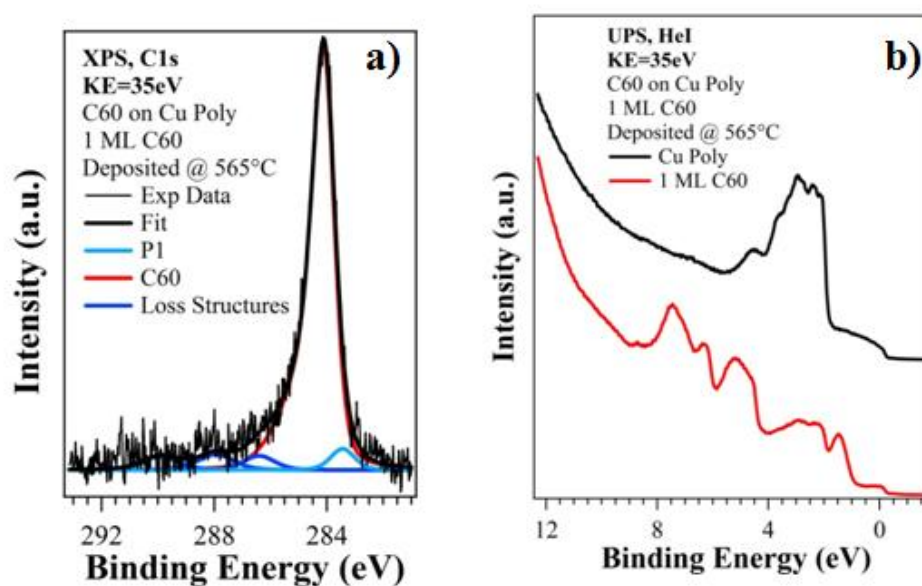 XPS, C1s
a)
KE=35eV
C60 on Cu Poly
1 ML C60
Deposited @ 565°C
Exp Data
Fit
P1
C60
Loss Structures
Intensity (a.u.)
292
288
284
Binding Energy (eV)
UPS, HeI
b)
KE=35eV
C60 on Cu Poly
1 ML C60
Deposited @ 565°C
Cu Poly
1 ML C60
Intensity (a.u.)
12
8
4
0
Binding Energy (eV)